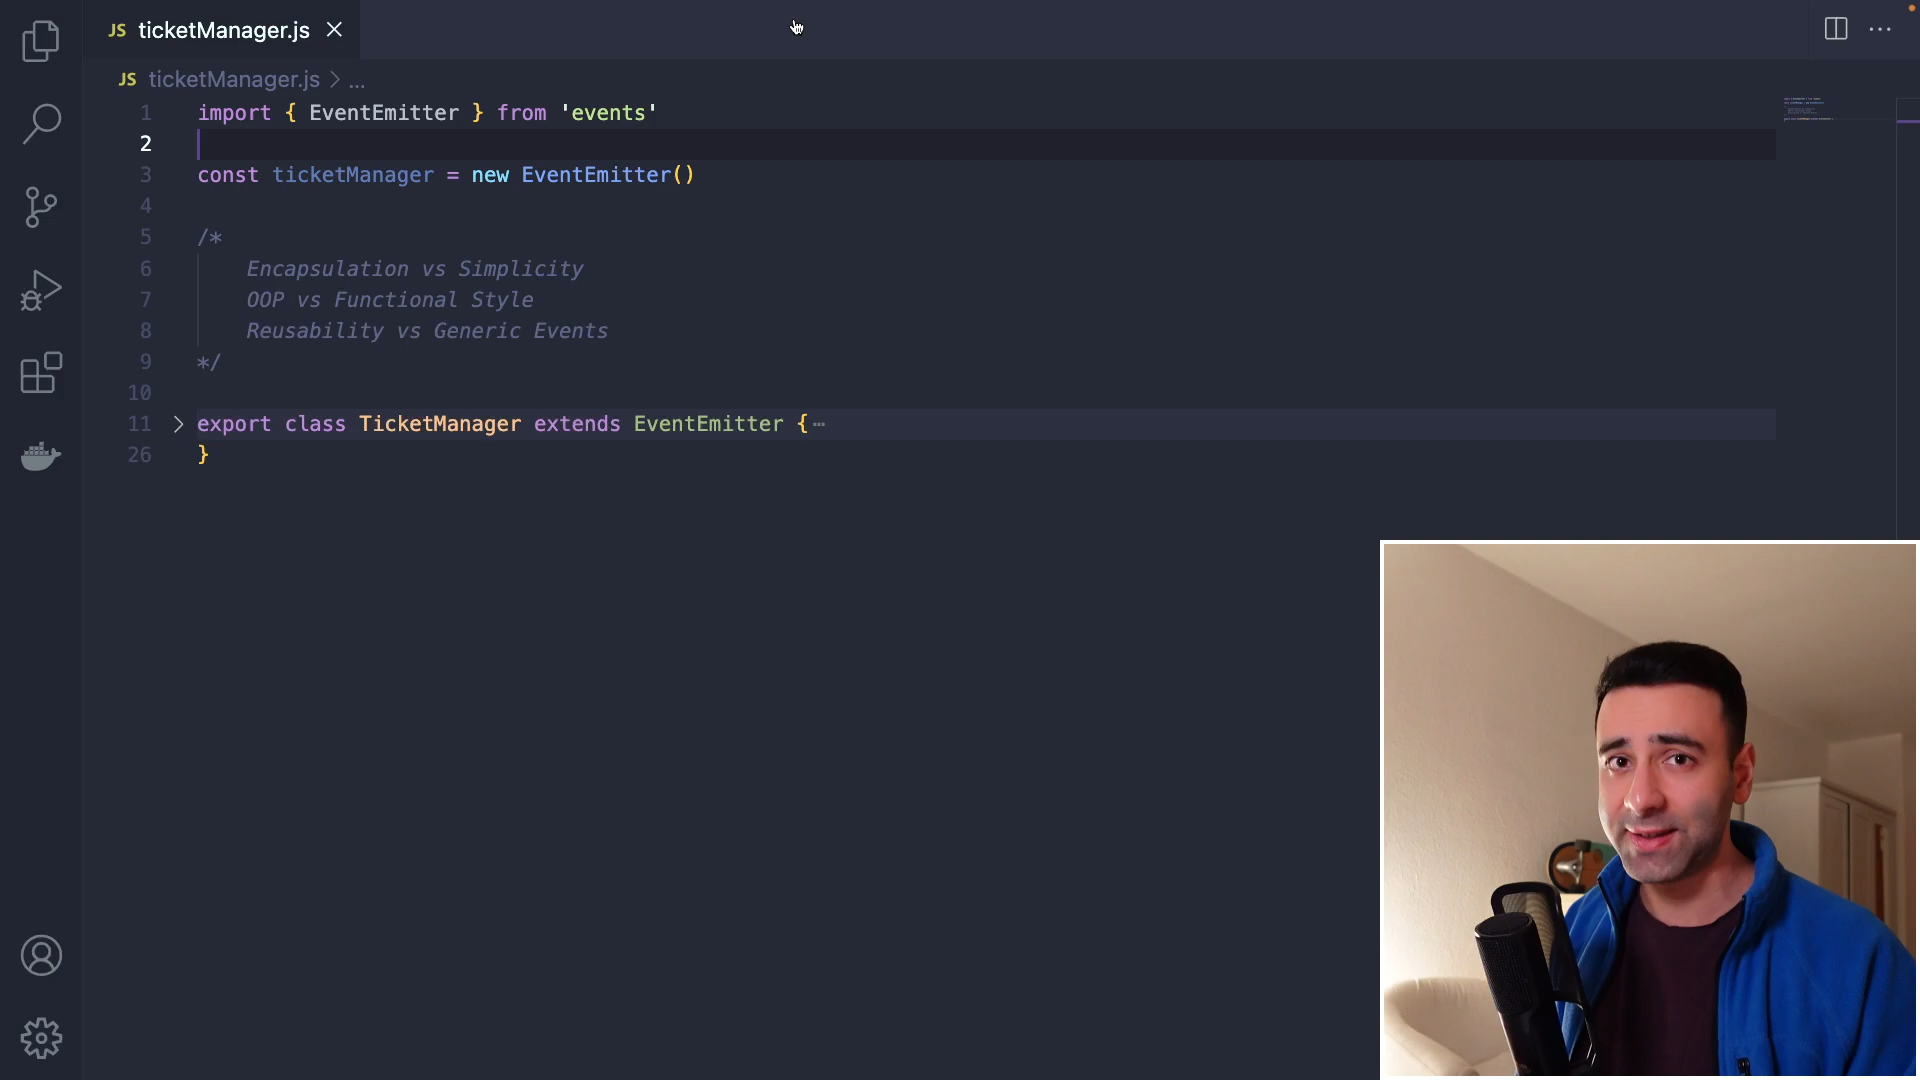 JS ticketManager.js
JS ticketManager.js > ...
1 import { EventEmitter } from 'events'
2
3 const ticketManager = new EventEmitter()
4
5 /*
6 Encapsulation vs Simplicity
7 OOP vs Functional Style
8 Reusability vs Generic Events
9 */
10
11 export class TicketManager extends EventEmitter {
26 }